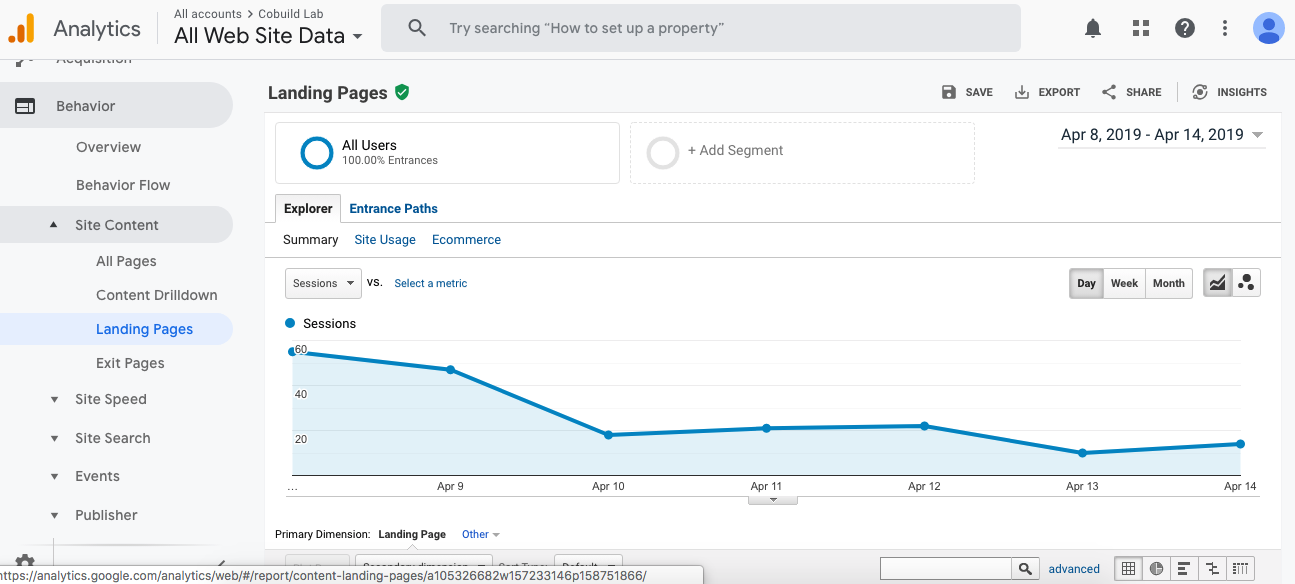 Analytics
All accounts > Cobuild Lab
All Web Site Data
Try searching “How to set up a property”
Acquisition
Behavior
Overview
Behavior Flow
Site Content
All Pages
Content Drilldown
Landing Pages
Exit Pages
Site Speed
Site Search
Events
Publisher
Landing Pages
SAVE
EXPORT
SHARE
INSIGHTS
All Users
100.00% Entrances
+ Add Segment
Apr 8, 2019 - Apr 14, 2019
Explorer
Entrance Paths
Summary
Site Usage
Ecommerce
Sessions
VS.
Select a metric
Day
Week
Month
Sessions
60
40
20
...
Apr 9
Apr 10
Apr 11
Apr 12
Apr 13
Apr 14
Primary Dimension:
Landing Page
Other
Secondary dimension
Sort Type:
Default
advanced
https://analytics.google.com/analytics/web/#/report/content-landing-pages/a105326682w157233146p158751866/